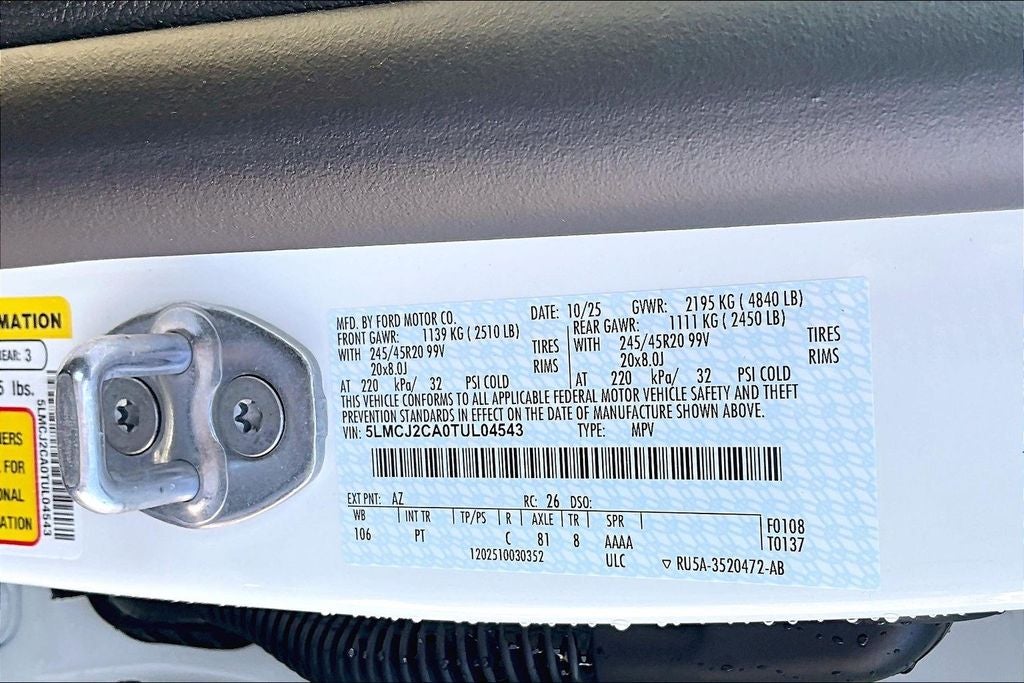 MATION
REAR: 3
5 lbs.
5LMCJ2CA0TUL04543
NERS
FOR
ONAL
ATION
MFD. BY FORD MOTOR CO.
DATE: 10/25 GVWR: 2195 KG ( 4840 LB)
FRONT GAWR: 1139 KG ( 2510 LB)
WITH 245/45R20 99V TIRES
20x8.0J RIMS
AT 220 kPa/ 32 PSI COLD
REAR GAWR: 1111 KG ( 2450 LB)
WITH 245/45R20 99V TIRES
20x8.0J RIMS
AT 220 kPa/ 32 PSI COLD
THIS VEHICLE CONFORMS TO ALL APPLICABLE FEDERAL MOTOR VEHICLE SAFETY AND THEFT
PREVENTION STANDARDS IN EFFECT ON THE DATE OF MANUFACTURE SHOWN ABOVE.
VIN: 5LMCJ2CA0TUL04543 TYPE: MPV
EXT PNT: AZ RC: 26 DSO:
WB INT TR TP/PS R AXLE TR SPR
106 PT C 81 8 AAAA
F0108
T0137
1202510030352 ULC ▽ RU5A-3520472-AB